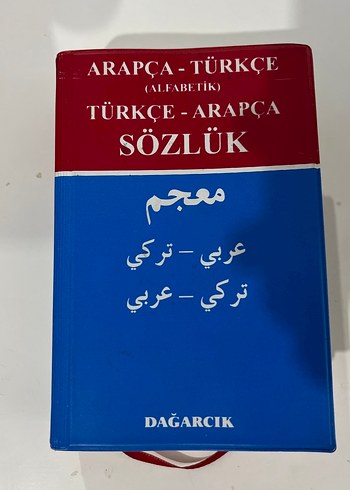 ARAPÇA - TÜRKÇE
(ALFABETİK)
TÜRKÇE - ARAPÇA
SÖZLÜK
معجم
عربي – تركي
تركي – عربي
DAĞARCIK